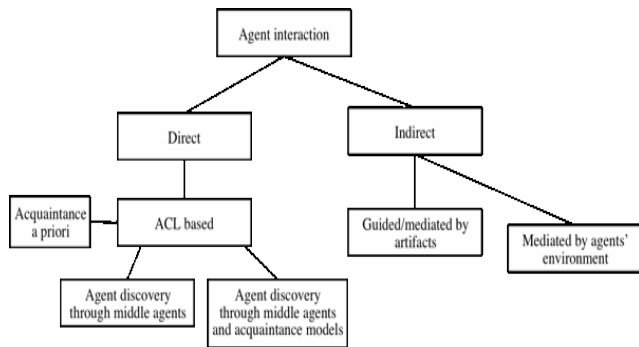 Agent interaction
Direct
Indirect
Acquaintance
a priori
ACL based
Guided/mediated by
artifacts
Mediated by agents'
environment
Agent discovery
through middle agents
Agent discovery
through middle agents
and acquaintance models